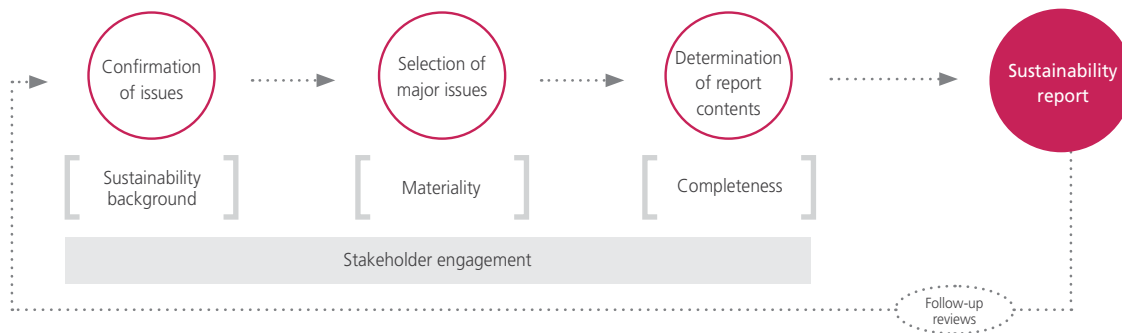 Confirmation
of issues
Selection of
major issues
Determination
of report
contents
Sustainability
report
Sustainability
background
Materiality
Completeness
Stakeholder engagement
Follow-up
reviews